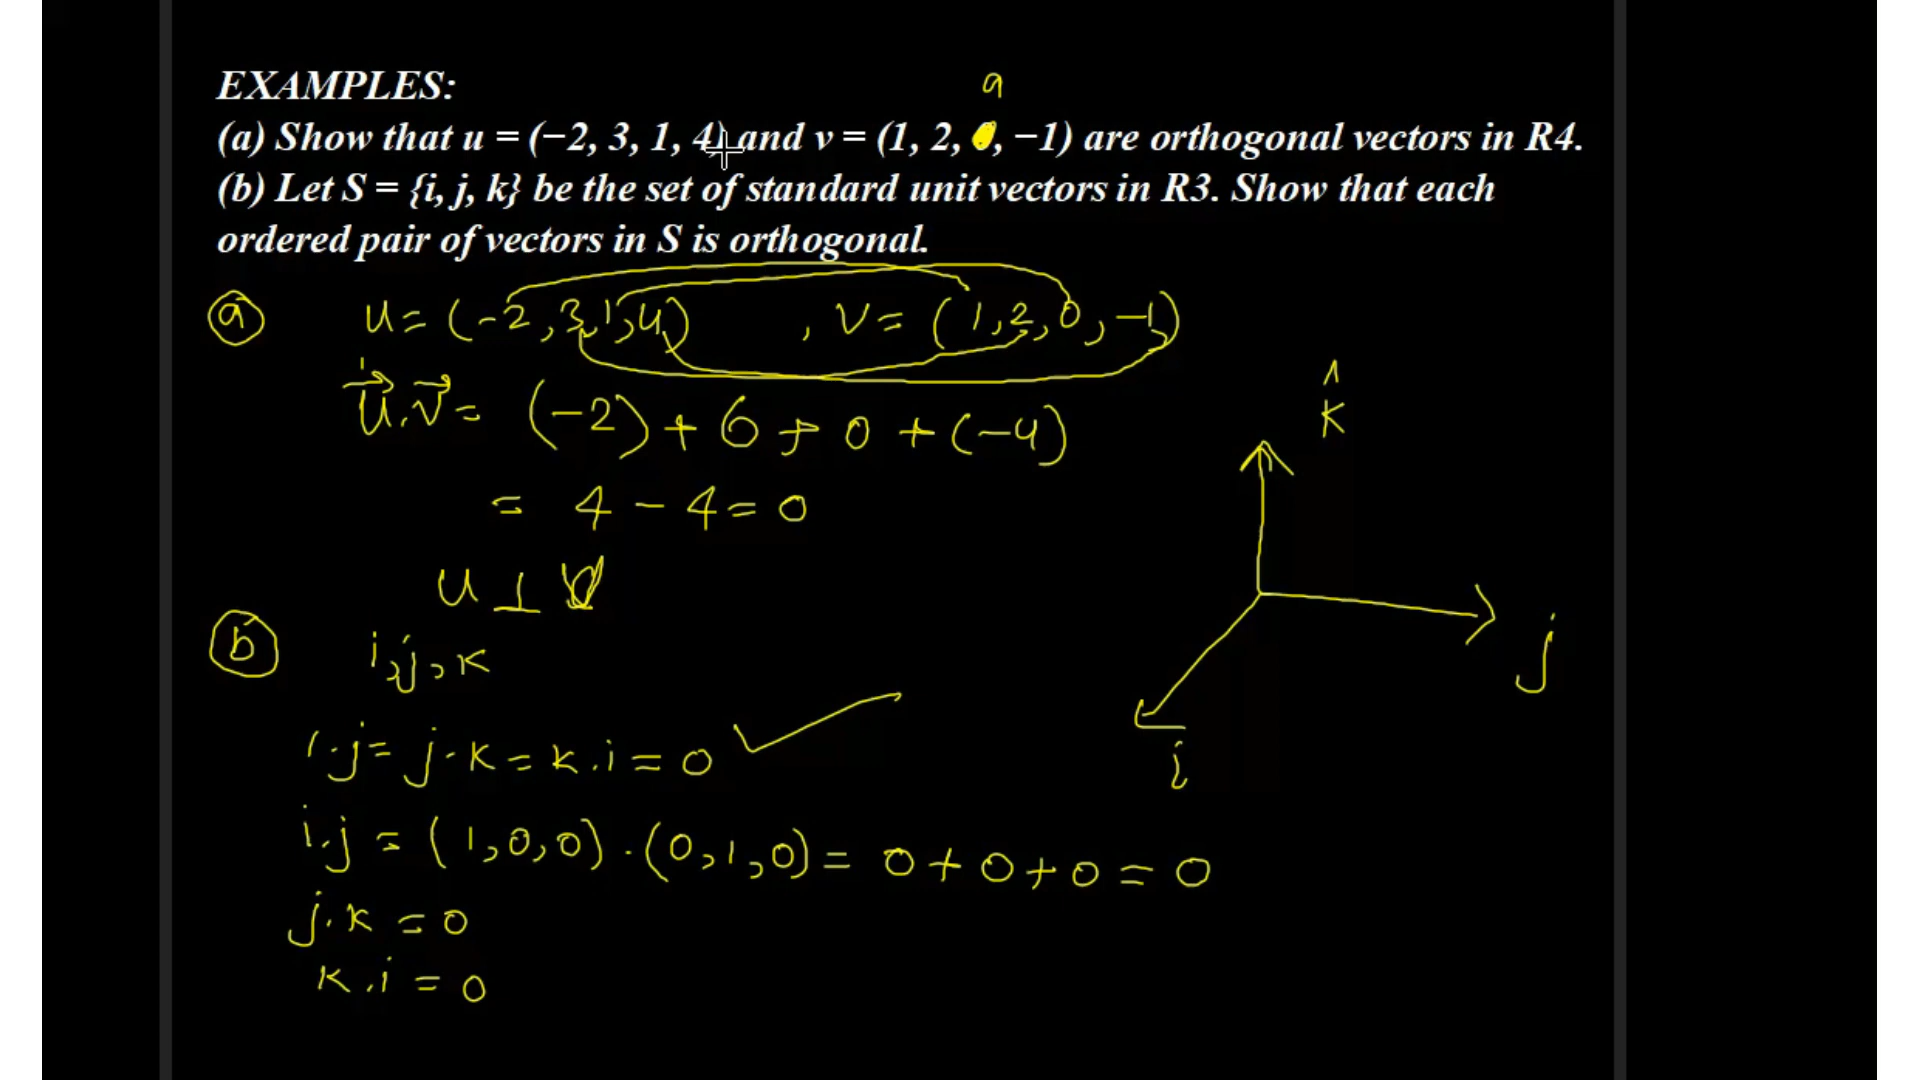 EXAMPLES:
a
(a) Show that u = (−2, 3, 1, 4) and v = (1, 2, 0, −1) are orthogonal vectors in R4.
(b) Let S = {i, j, k} be the set of standard unit vectors in R3. Show that each
ordered pair of vectors in S is orthogonal.
(a) u = (-2, 3, 1, 4) , v = (1, 2, 0, -1)
u . v = (-2) + 6 + 0 + (-4)
= 4 - 4 = 0
u ⊥ v
k
(b) i, j, k
j
i . j = j . k = k . i = 0
i
i . j = (1, 0, 0) . (0, 1, 0) = 0 + 0 + 0 = 0
j . k = 0
k . i = 0